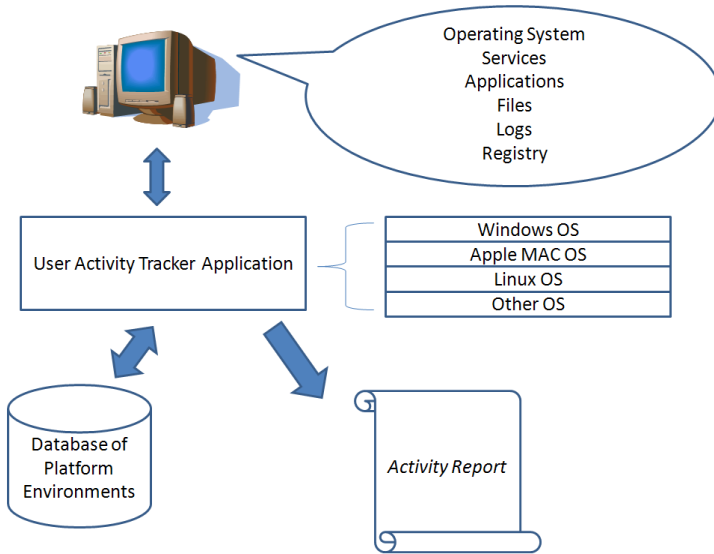 Operating System
Services
Applications
Files
Logs
Registry
User Activity Tracker Application
Windows OS
Apple MAC OS
Linux OS
Other OS
Database of
Platform
Environments
Activity Report